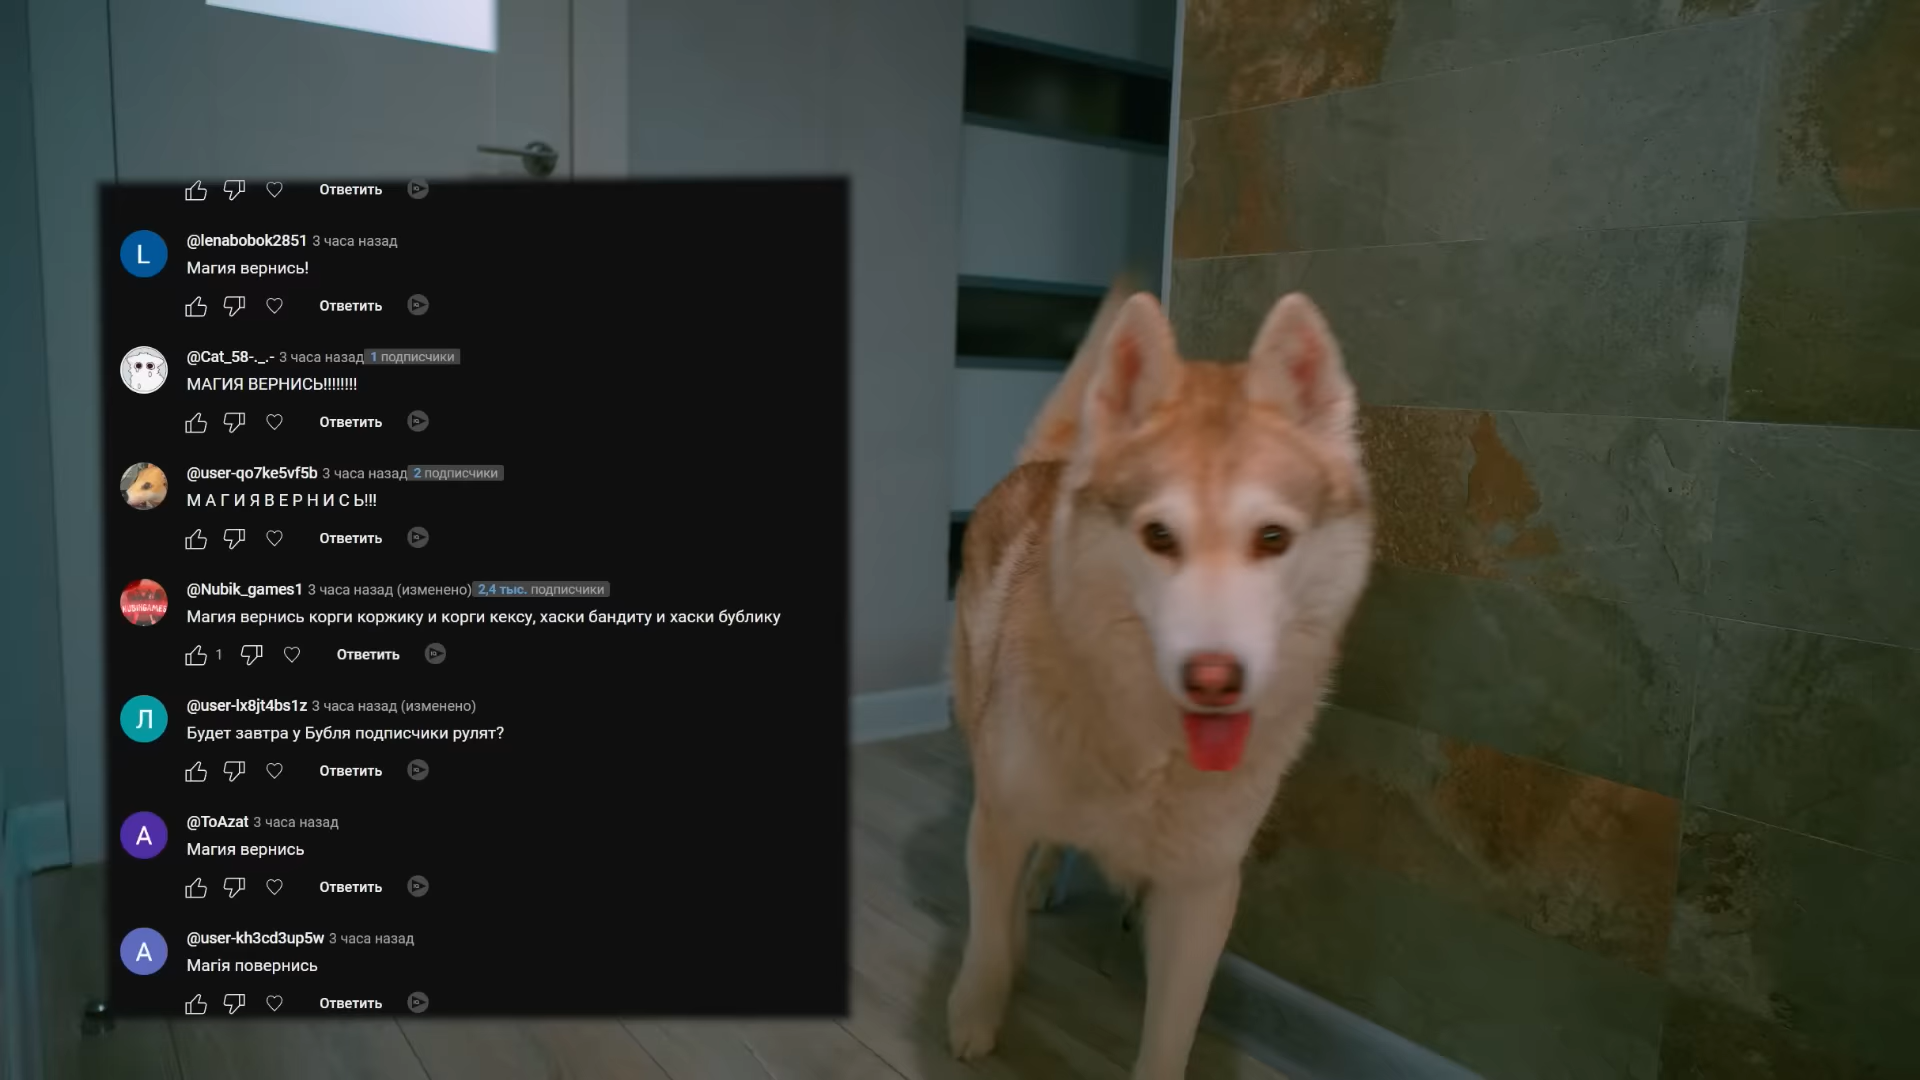 Ответить
L
@lenabobok2851 3 часа назад
Магия вернись!
Ответить
@Cat_58-._.- 3 часа назад 1 подписчики
МАГИЯ ВЕРНИСЬ!!!!!!!!
Ответить
@user-qo7ke5vf5b 3 часа назад 2 подписчики
М А Г И Я В Е Р Н И С Ь!!!
Ответить
NUBIKGAMES
@Nubik_games1 3 часа назад (изменено) 2,4 тыс. подписчики
Магия вернись корги коржику и корги кексу, хаски бандиту и хаски бублику
1 Ответить
Л
@user-lx8jt4bs1z 3 часа назад (изменено)
Будет завтра у Бубля подписчики рулят?
Ответить
A
@ToAzat 3 часа назад
Магия вернись
Ответить
A
@user-kh3cd3up5w 3 часа назад
Магія повернись
Ответить